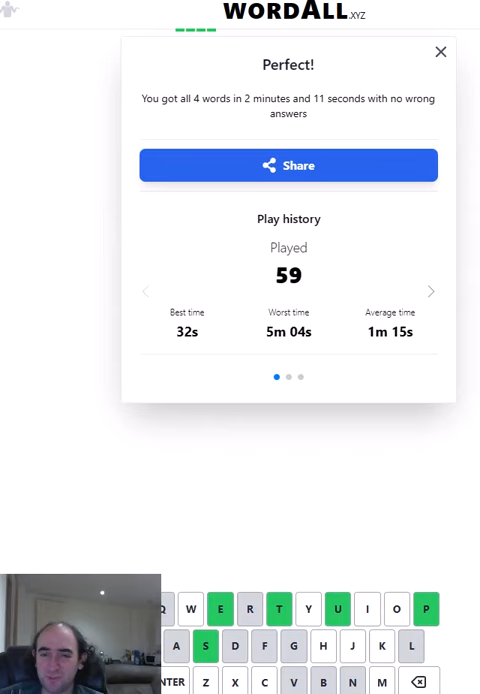 WORDALL.XYZ
Perfect!
You got all 4 words in 2 minutes and 11 seconds with no wrong
answers
Share
Play history
Played
59
Best time Worst time Average time
32s 5m 04s 1m 15s
Q W E R T Y U I O P
A S D F G H J K L
NTER Z X C V B N M